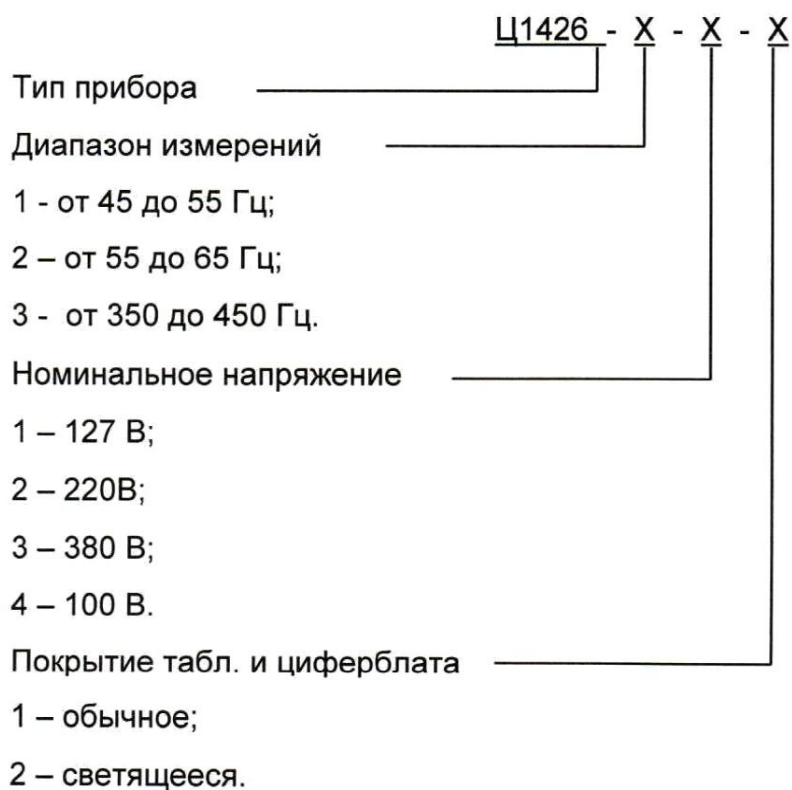 Ц1426 - Х - Х - Х
Тип прибора
Диапазон измерений
1 - от 45 до 55 Гц;
2 – от 55 до 65 Гц;
3 - от 350 до 450 Гц.
Номинальное напряжение
1 – 127 В;
2 – 220В;
3 – 380 В;
4 – 100 В.
Покрытие табл. и циферблата
1 – обычное;
2 – светящееся.